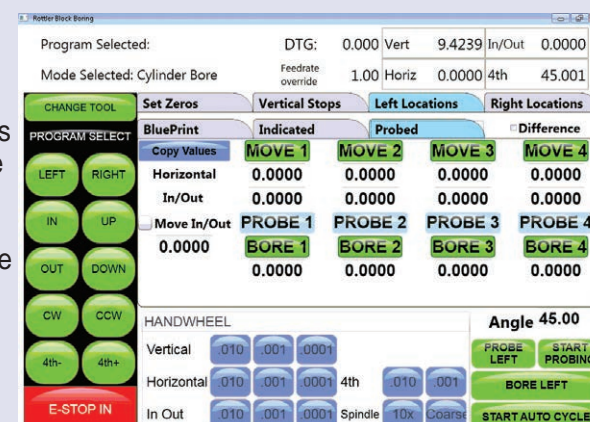 Rottler Block Boring
Program Selected: DTG: 0.000 Vert 9.4239 In/Out 0.0000
Mode Selected: Cylinder Bore Feedrate override 1.00 Horiz 0.0000 4th 45.001
CHANGE TOOL Set Zeros Vertical Stops Left Locations Right Locations
PROGRAM SELECT BluePrint Indicated Probed Difference
s
e
e
Copy Values MOVE 1 MOVE 2 MOVE 3 MOVE 4
LEFT RIGHT Horizontal 0.0000 0.0000 0.0000 0.0000
In/Out 0.0000 0.0000 0.0000 0.0000
IN UP Move In/Out PROBE 1 PROBE 2 PROBE 3 PROBE 4
0.0000 BORE 1 BORE 2 BORE 3 BORE 4
OUT DOWN 0.0000 0.0000 0.0000 0.0000
CW CCW HANDWHEEL Angle 45.00
4th- 4th+ Vertical .010 .001 .0001 PROBE LEFT START PROBING
Horizontal .010 .001 .0001 4th .010 .001 BORE LEFT
E-STOP IN In Out .010 .001 .0001 Spindle 10x Coarse START AUTO CYCLE